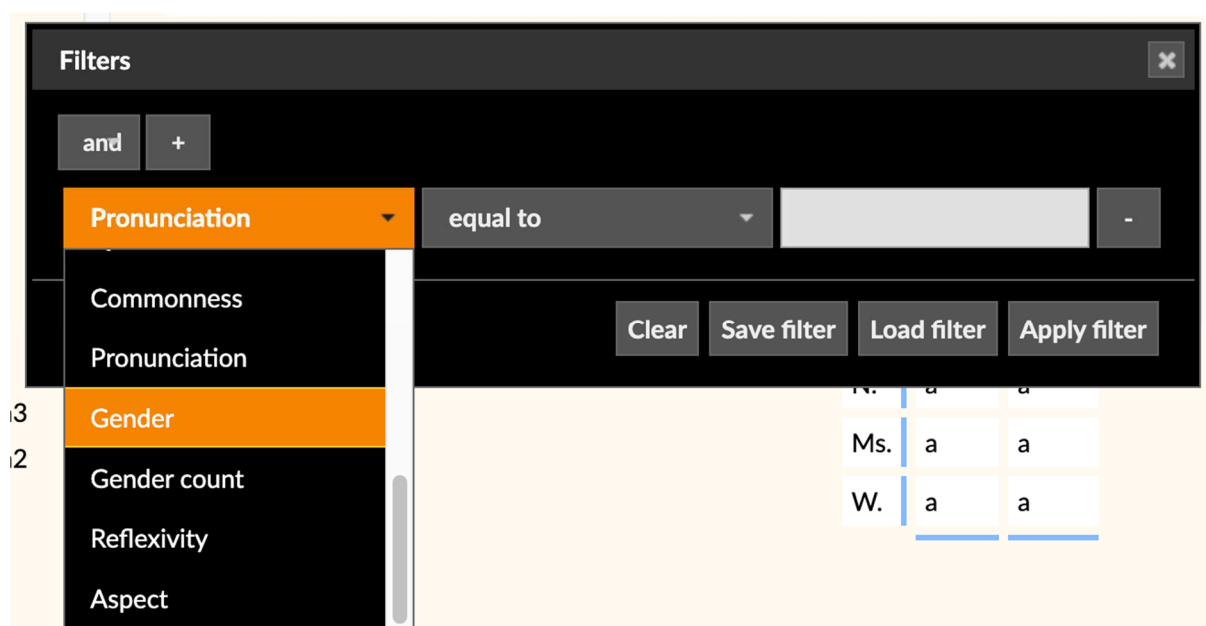 Filters
and +
Pronunciation equal to -
Commonness
Clear Save filter Load filter Apply filter
Pronunciation
N. a a
Gender
Ms. a a
Gender count
W. a a
Reflexivity
Aspect